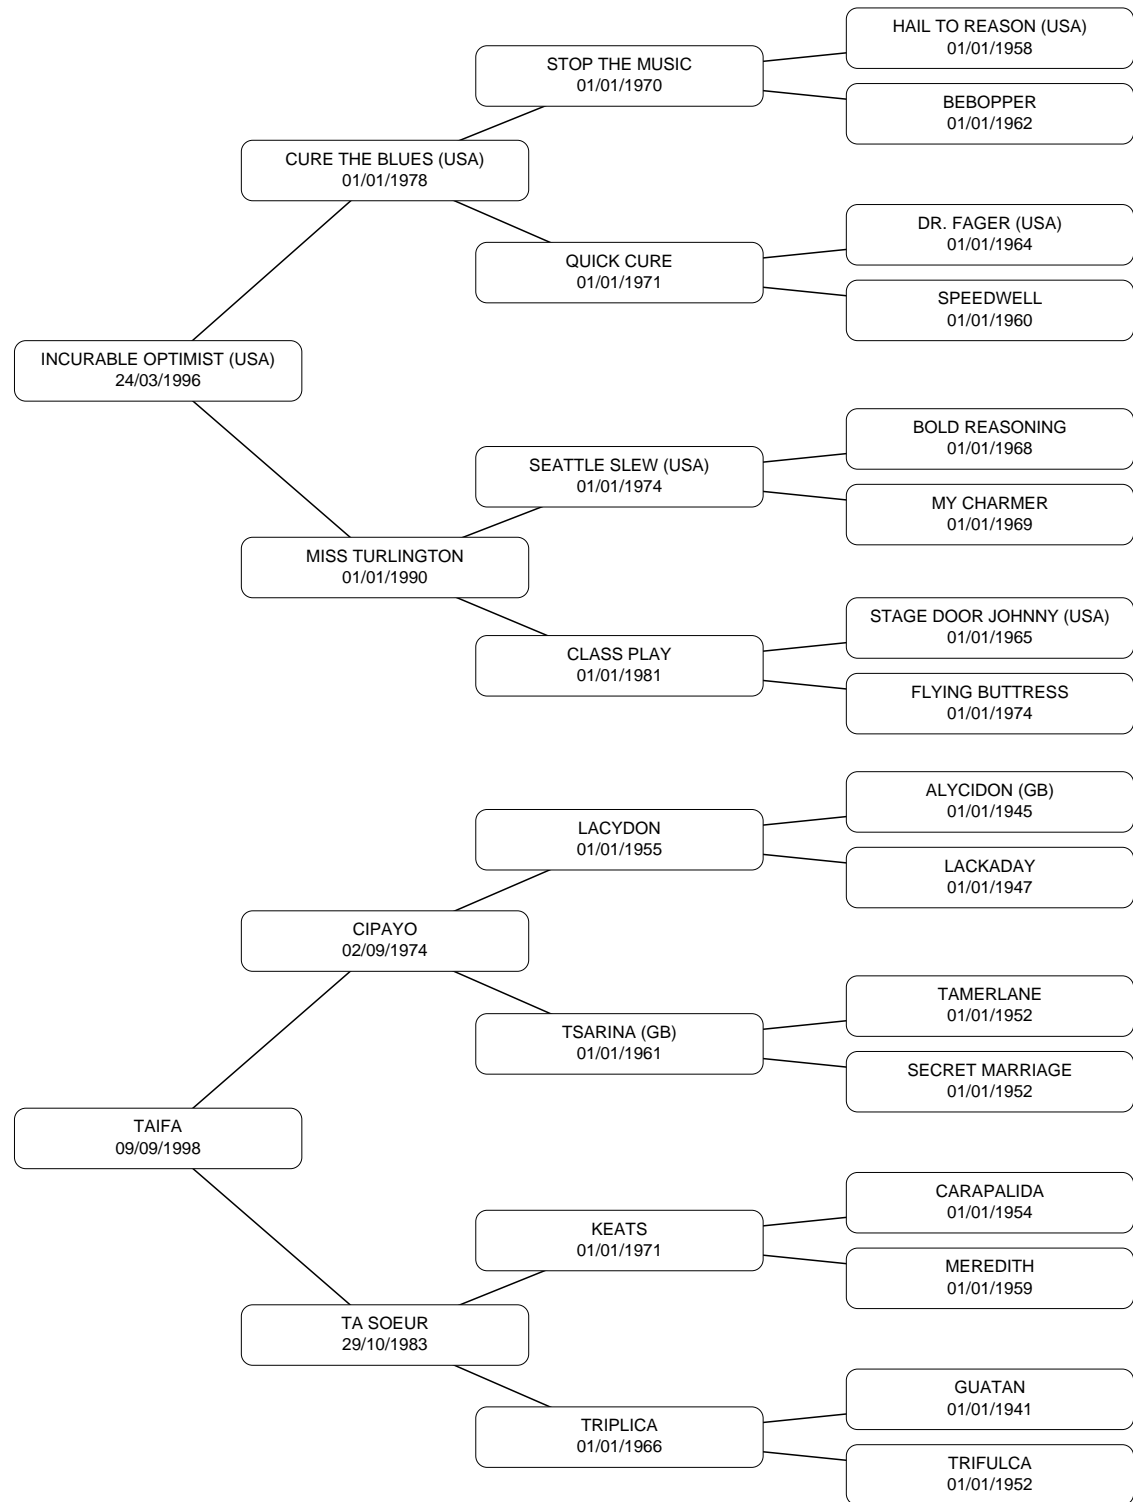 HAIL TO REASON (USA)
01/01/1958
STOP THE MUSIC
01/01/1970
BEBOPPER
01/01/1962
CURE THE BLUES (USA)
01/01/1978
DR. FAGER (USA)
01/01/1964
QUICK CURE
01/01/1971
SPEEDWELL
01/01/1960
INCURABLE OPTIMIST (USA)
24/03/1996
BOLD REASONING
01/01/1968
SEATTLE SLEW (USA)
01/01/1974
MY CHARMER
01/01/1969
MISS TURLINGTON
01/01/1990
STAGE DOOR JOHNNY (USA)
01/01/1965
CLASS PLAY
01/01/1981
FLYING BUTTRESS
01/01/1974
ALYCIDON (GB)
01/01/1945
LACYDON
01/01/1955
LACKADAY
01/01/1947
CIPAYO
02/09/1974
TAMERLANE
01/01/1952
TSARINA (GB)
01/01/1961
SECRET MARRIAGE
01/01/1952
TAIFA
09/09/1998
CARAPALIDA
01/01/1954
KEATS
01/01/1971
MEREDITH
01/01/1959
TA SOEUR
29/10/1983
GUATAN
01/01/1941
TRIPLICA
01/01/1966
TRIFULCA
01/01/1952